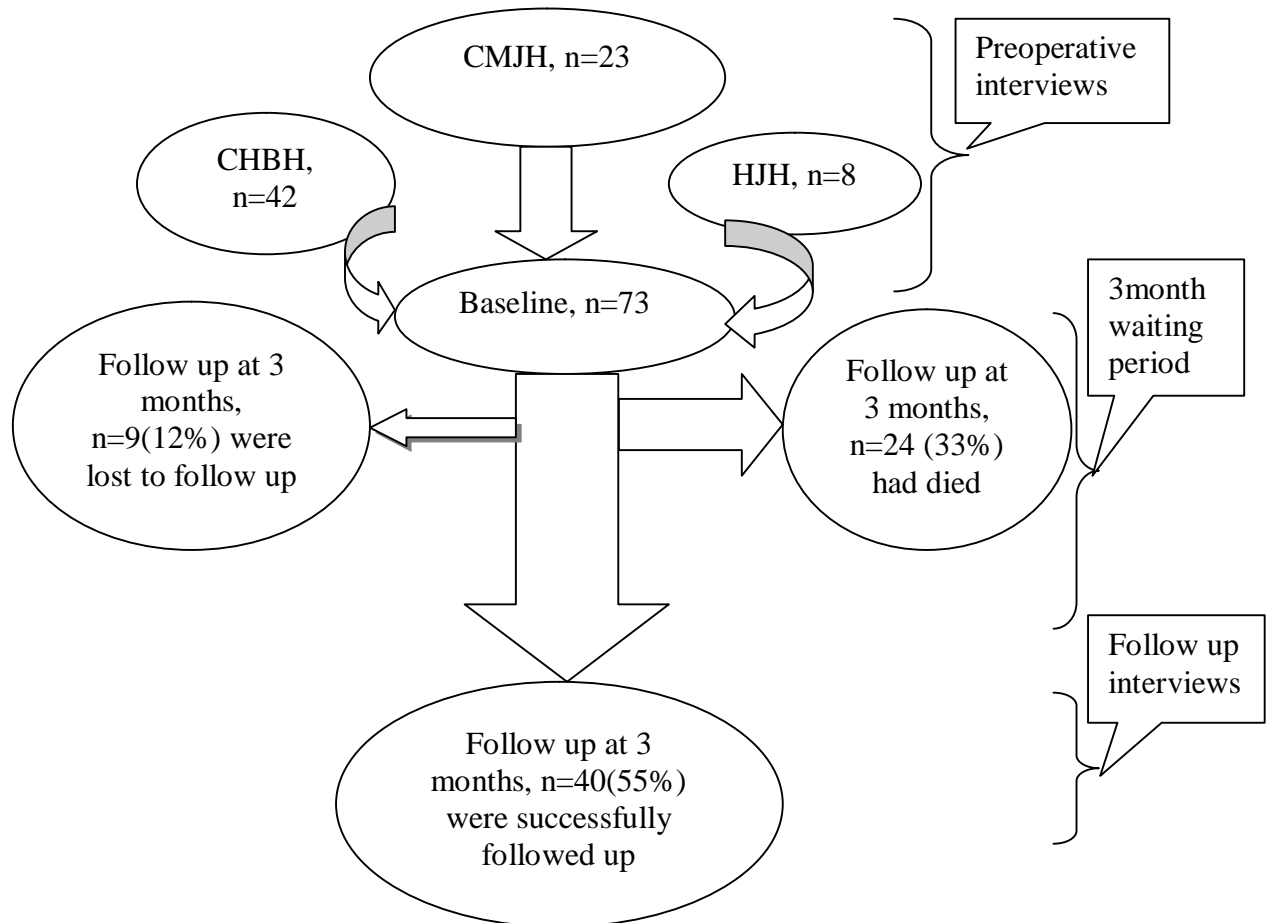 CMJH, n=23
Preoperative
interviews
CHBH,
n=42
HJH, n=8
Baseline, n=73
3month
waiting
period
Follow up at 3
months,
n=9(12%) were
lost to follow up
Follow up at
3 months,
n=24 (33%)
had died
Follow up
interviews
Follow up at 3
months, n=40(55%)
were successfully
followed up